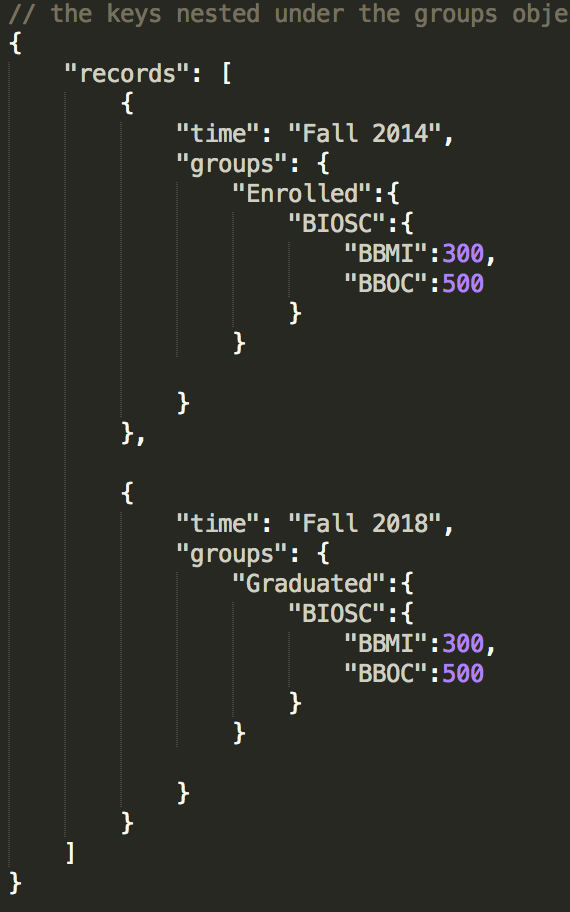 // the keys nested under the groups obje
{
"records": [
{
"time": "Fall 2014",
"groups": {
"Enrolled":{
"BIOSC":{
"BBMI":300,
"BBOC":500
}
}
}
},
{
"time": "Fall 2018",
"groups": {
"Graduated":{
"BIOSC":{
"BBMI":300,
"BBOC":500
}
}
}
}
]
}